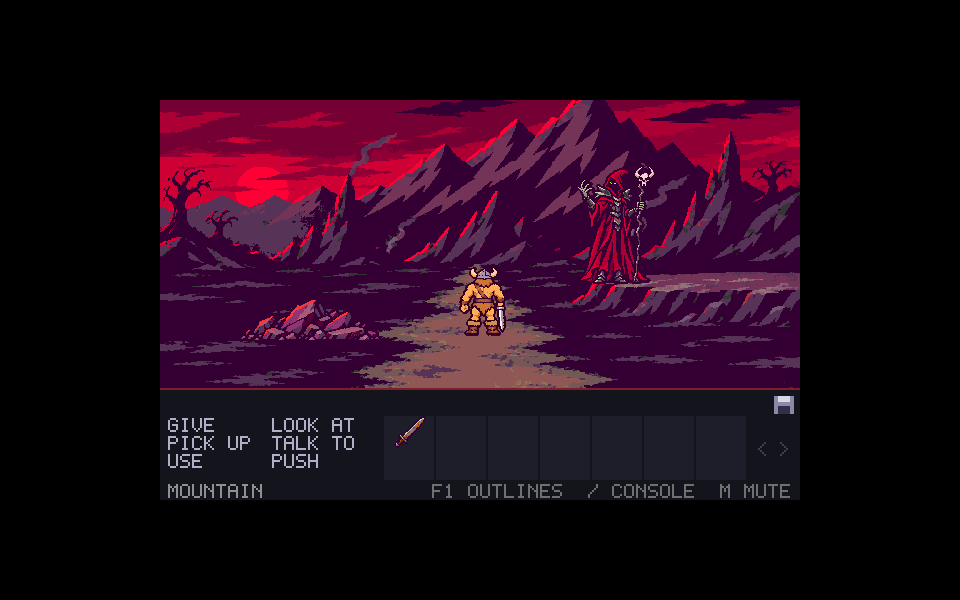 GIVE LOOK AT
PICK UP TALK TO
USE PUSH
MOUNTAIN F1 OUTLINES / CONSOLE M MUTE